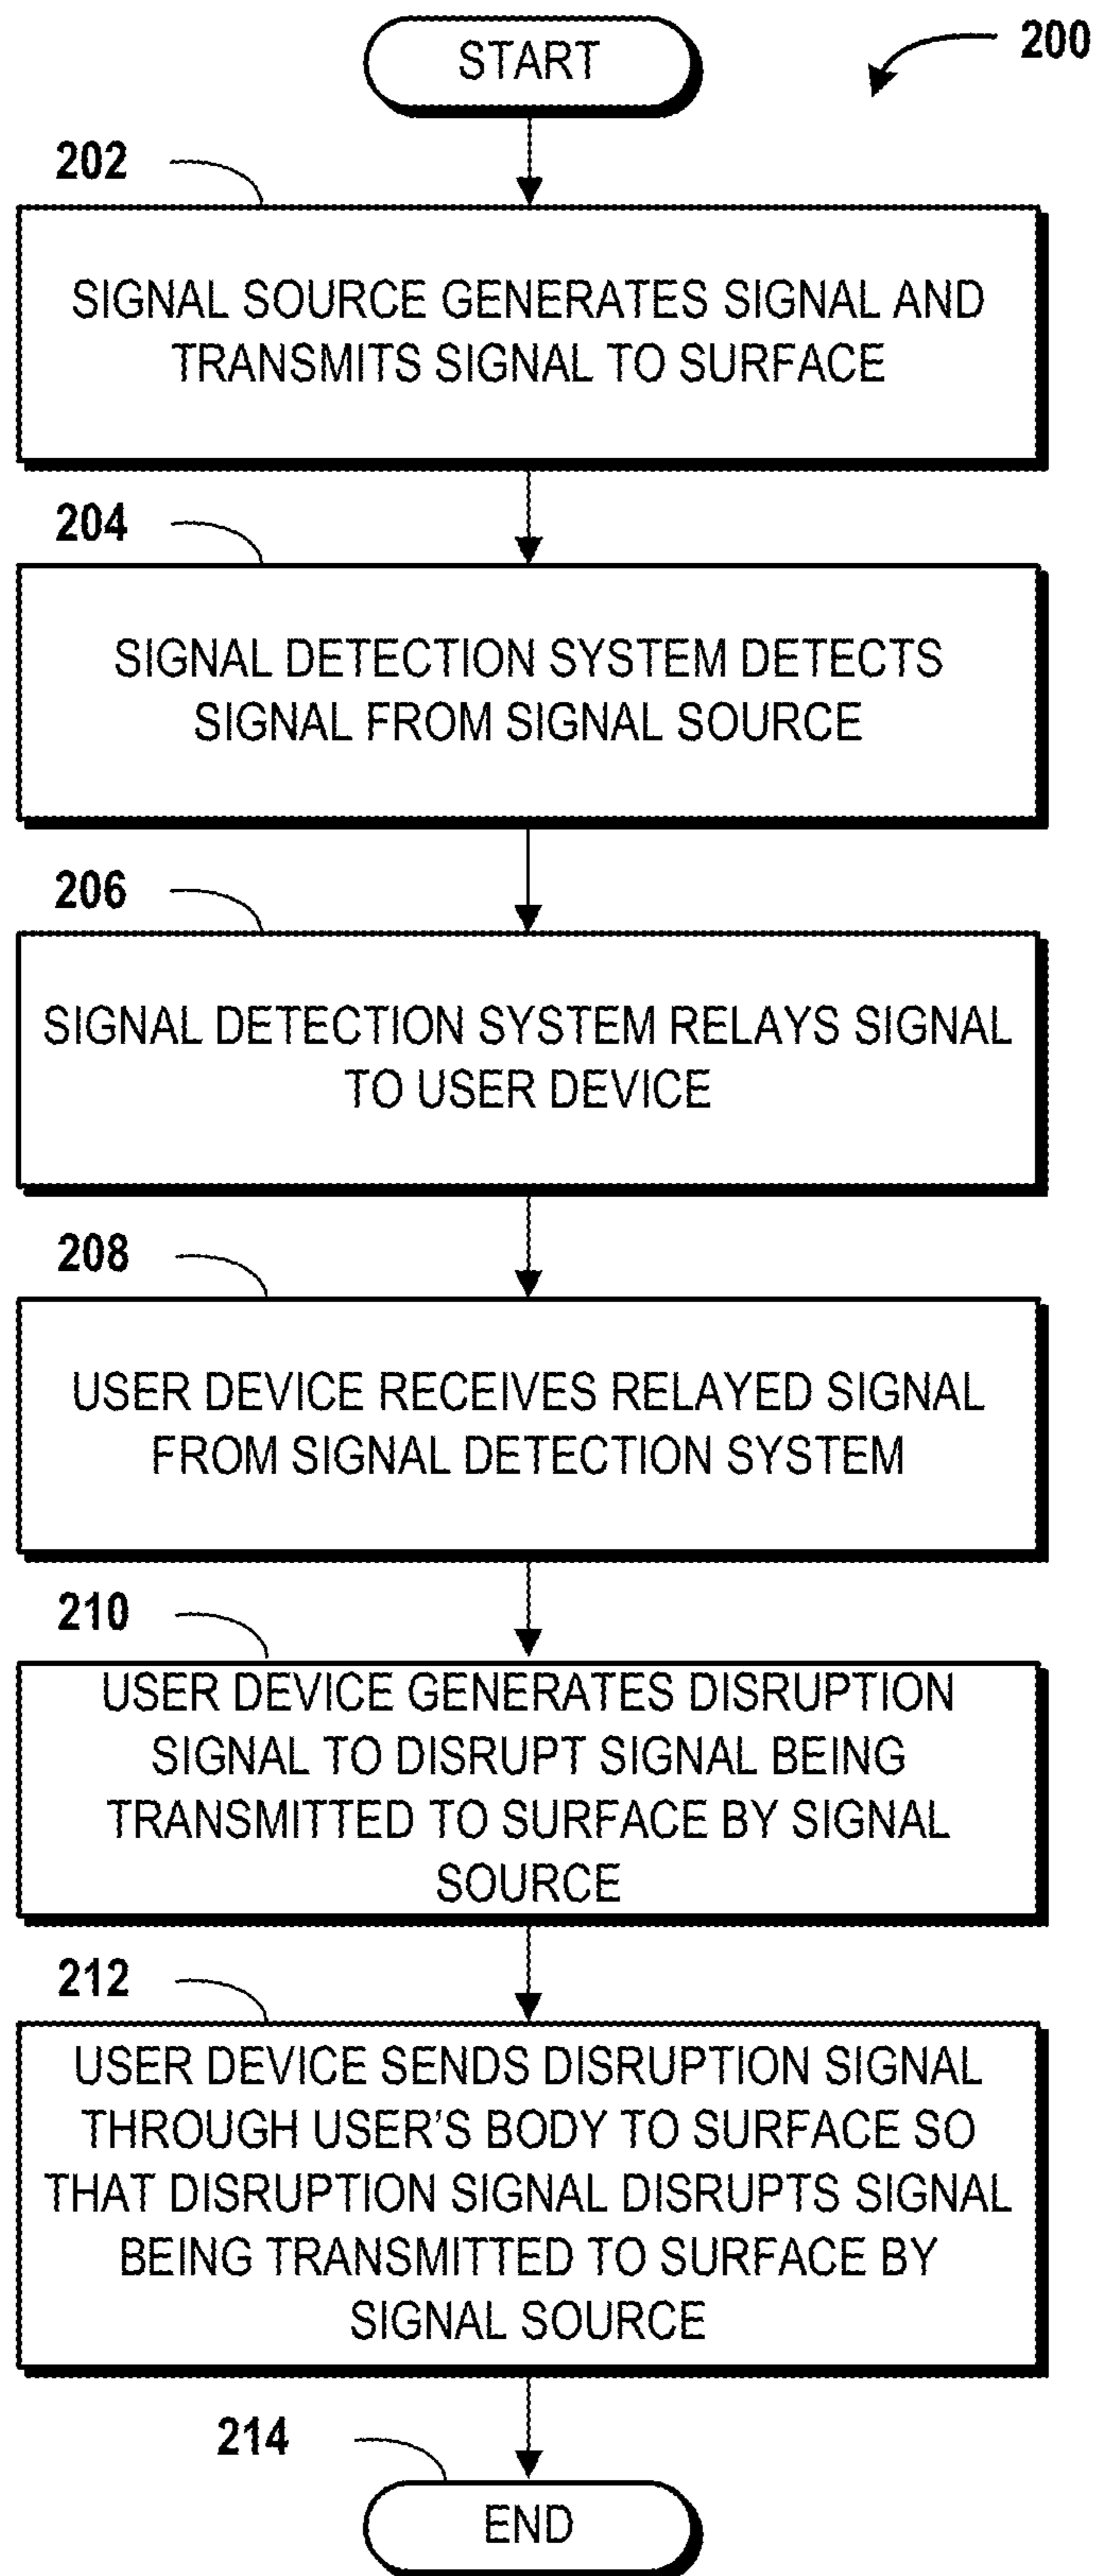 START
200
202
SIGNAL SOURCE GENERATES SIGNAL AND
TRANSMITS SIGNAL TO SURFACE
204
SIGNAL DETECTION SYSTEM DETECTS
SIGNAL FROM SIGNAL SOURCE
206
SIGNAL DETECTION SYSTEM RELAYS SIGNAL
TO USER DEVICE
208
USER DEVICE RECEIVES RELAYED SIGNAL
FROM SIGNAL DETECTION SYSTEM
210
USER DEVICE GENERATES DISRUPTION
SIGNAL TO DISRUPT SIGNAL BEING
TRANSMITTED TO SURFACE BY SIGNAL
SOURCE
212
USER DEVICE SENDS DISRUPTION SIGNAL
THROUGH USER'S BODY TO SURFACE SO
THAT DISRUPTION SIGNAL DISRUPTS SIGNAL
BEING TRANSMITTED TO SURFACE BY
SIGNAL SOURCE
214
END